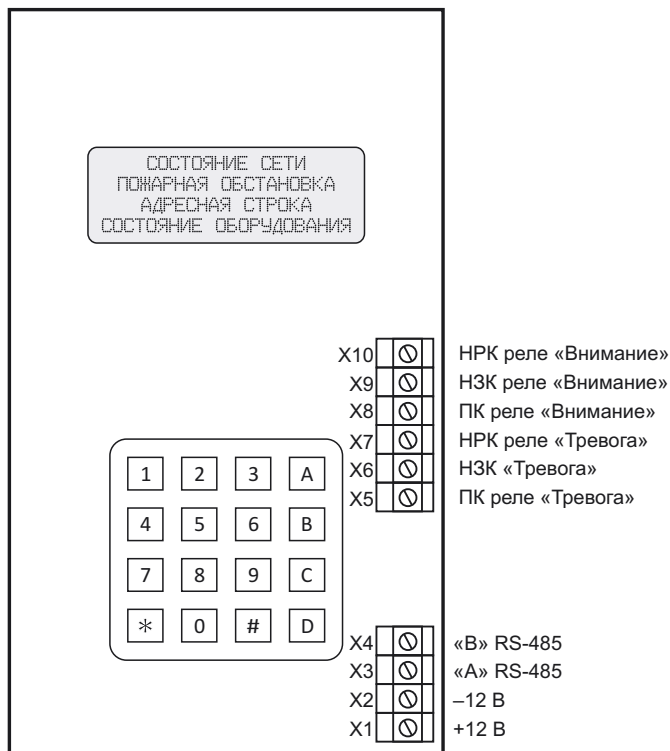 СОСТОЯНИЕ СЕТИ
ПОЖАРНАЯ ОБСТАНОВКА
АДРЕСНАЯ СТРОКА
СОСТОЯНИЕ ОБОРУДОВАНИЯ
X10 НРК реле «Внимание»
X9 НЗК реле «Внимание»
X8 ПК реле «Внимание»
X7 НРК реле «Тревога»
X6 НЗК «Тревога»
X5 ПК реле «Тревога»
1 2 3 A
4 5 6 B
7 8 9 C
* 0 # D
X4 «B» RS-485
X3 «A» RS-485
X2 –12 В
X1 +12 В